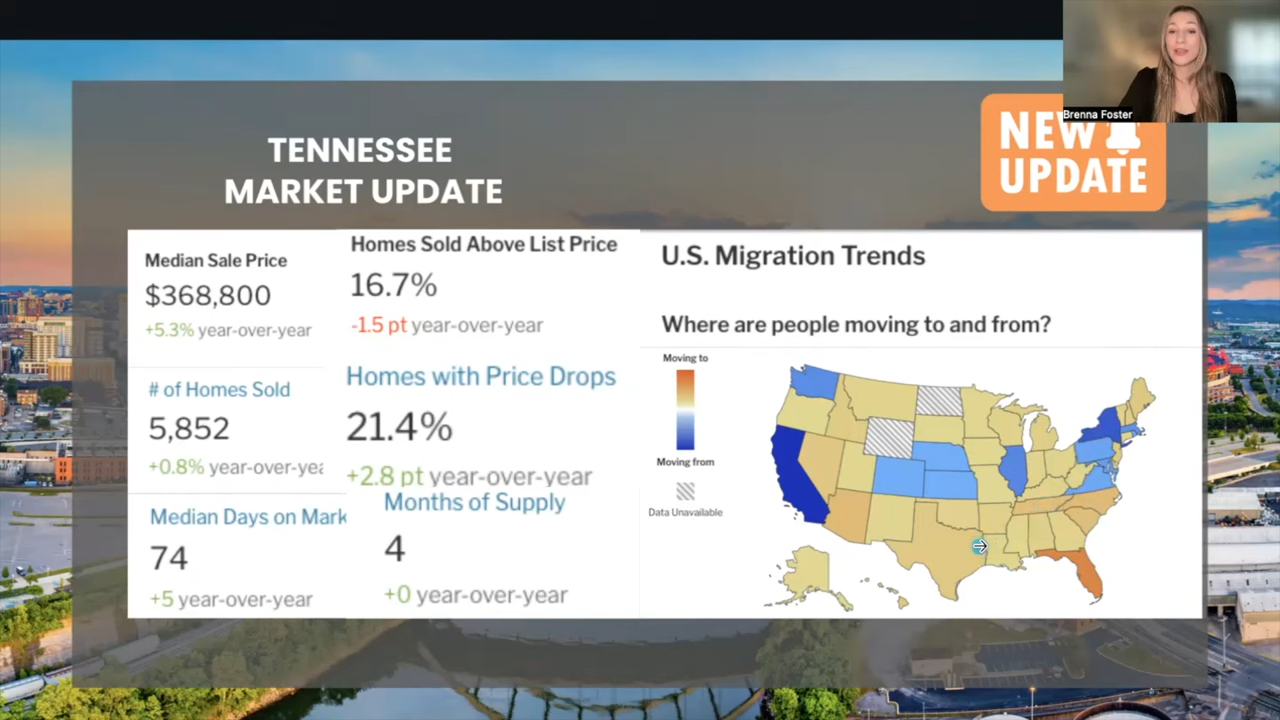 Brenna Foster
NEW
UPDATE
TENNESSEE
MARKET UPDATE
Median Sale Price
$368,800
+5.3% year-over-year
# of Homes Sold
5,852
+0.8% year-over-yea
Median Days on Mark
74
+5 year-over-year
Homes Sold Above List Price
16.7%
-1.5 pt year-over-year
Homes with Price Drops
21.4%
+2.8 pt year-over-year
Months of Supply
4
+0 year-over-year
U.S. Migration Trends
Where are people moving to and from?
Moving to
Moving from
Data Unavailable